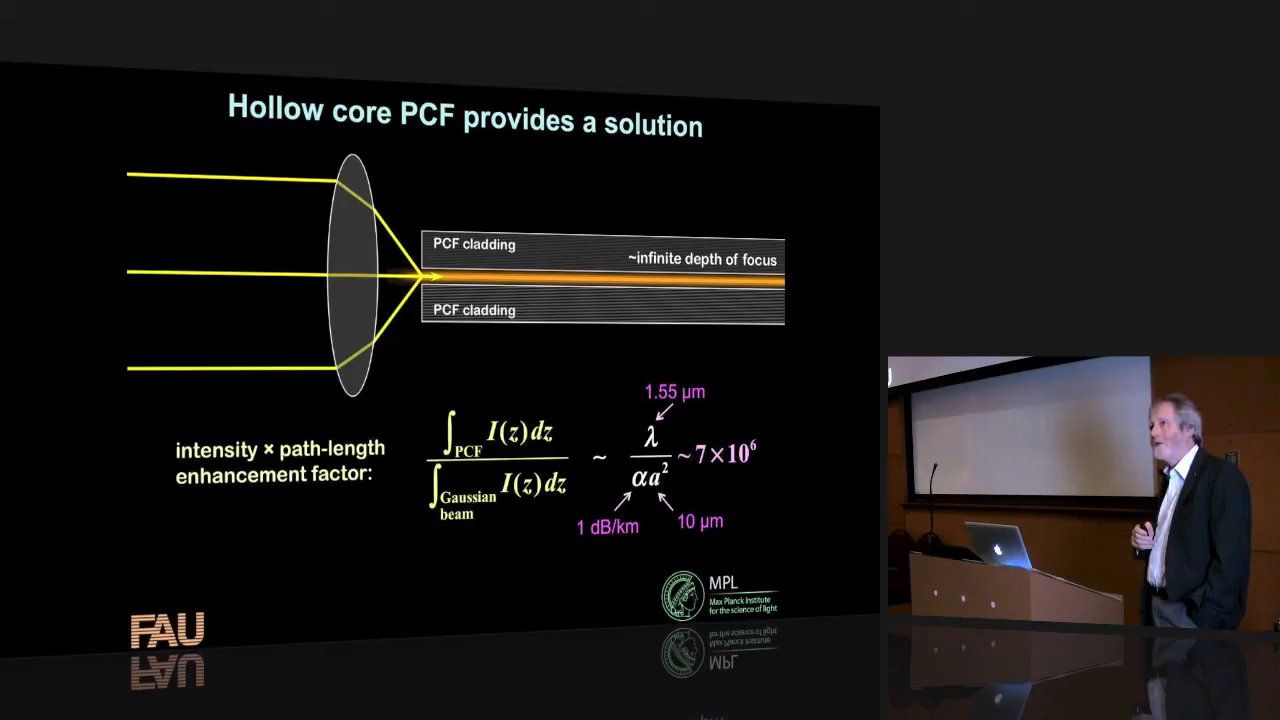 Hollow core PCF provides a solution
PCF cladding
~infinite depth of focus
PCF cladding
intensity × path-length
enhancement factor:
∫PCF I(z)dz
∫Gaussian beam I(z)dz
~
λ
αa²
~ 7×10⁶
1.55 µm
1 dB/km
10 µm
MPL
Max Planck Institute
for the science of light
FAU